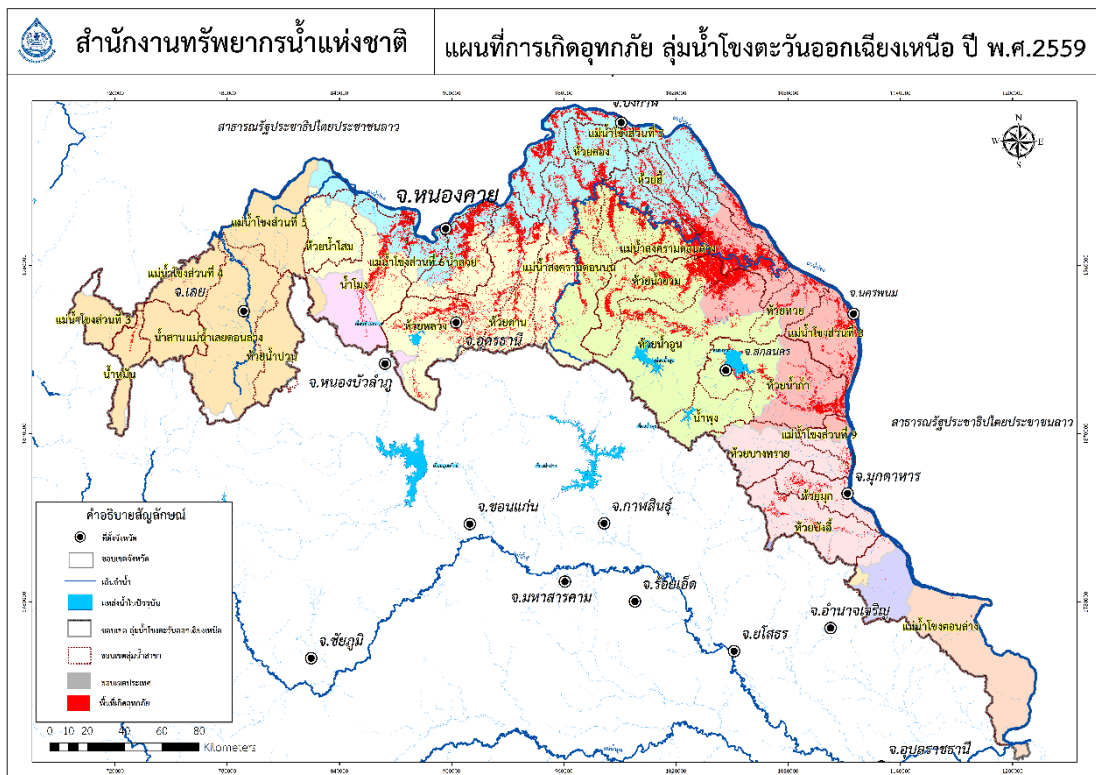 สำนักงานทรัพยากรน้ำแห่งชาติ
แผนที่การเกิดอุทกภัย ลุ่มน้ำโขงตะวันออกเฉียงเหนือ ปี พ.ศ.2559
จ.บึงกาฬ
สาธารณรัฐประชาธิปไตยประชาชนลาว
N
W E
S
ห้วยคอง
ห้วยฮี้
จ.หนองคาย
แม่น้ำโขงส่วนที่ 5
ห้วยน้ำโสม
แม่น้ำโขงส่วนที่ 6
น้ำสวย
แม่น้ำสงครามตอนบน
แม่น้ำสงครามตอนล่าง
ห้วยน้ำยาม
แม่น้ำโขงส่วนที่ 4
จ.เลย
น้ำโมง
แม่น้ำโขงส่วนที่ 3
น้ำสาน
แม่น้ำเลยตอนล่าง
ห้วยน้ำปวน
น้ำหมัน
ห้วยหลวง
ห้วยด่าน
จ.อุดรธานี
จ.หนองบัวลำภู
ห้วยน้ำอูน
จ.สกลนคร
ห้วยทวย
จ.นครพนม
แม่น้ำโขงส่วนที่ 8
ห้วยน้ำก่ำ
น้ำพุง
แม่น้ำโขงส่วนที่ 9
สาธารณรัฐประชาธิปไตยประชาชนลาว
ห้วยบางทราย
จ.มุกดาหาร
ห้วยมุก
ห้วยบังอี่
จ.ขอนแก่น
จ.กาฬสินธุ์
จ.มหาสารคาม
จ.ร้อยเอ็ด
จ.อำนาจเจริญ
แม่น้ำโขงตอนล่าง
จ.ชัยภูมิ
จ.ยโสธร
จ.อุบลราชธานี
คำอธิบายสัญลักษณ์
ที่ตั้งจังหวัด
ขอบเขตจังหวัด
เส้นลำน้ำ
แหล่งน้ำในปัจจุบัน
ขอบเขต ลุ่มน้ำโขงตะวันออกเฉียงเหนือ
ขอบเขตลุ่มน้ำสาขา
ขอบเขตประเทศ
พื้นที่เกิดอุทกภัย
0 10 20 40 60 80
Kilometers